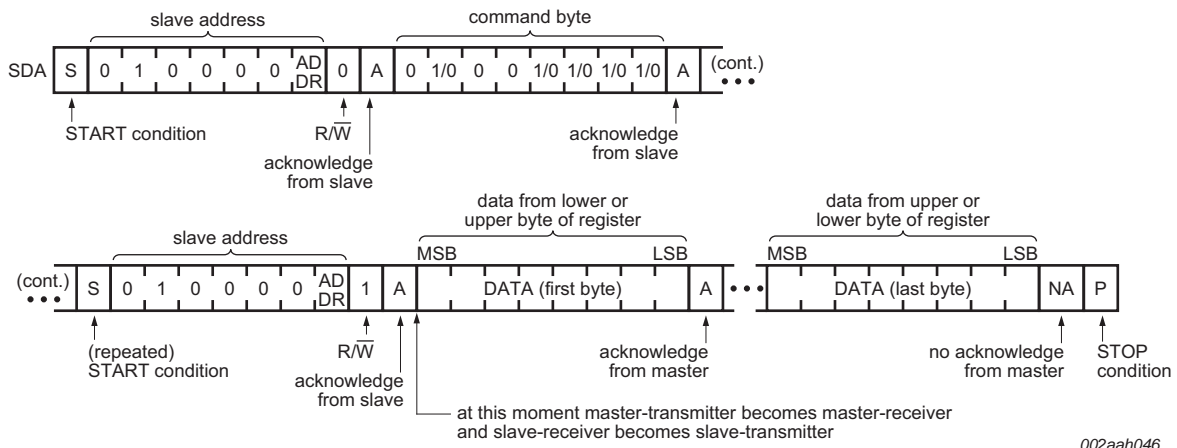 slave address command byte
SDA S 0 1 0 0 0 0 AD DR 0 A 0 1/0 0 0 1/0 1/0 1/0 1/0 A (cont.) •••
START condition R/W acknowledge from slave acknowledge from slave
data from lower or upper byte of register data from upper or lower byte of register
slave address MSB LSB MSB LSB
(cont.) ••• S 0 1 0 0 0 0 AD DR 1 A DATA (first byte) A ••• DATA (last byte) NA P
(repeated) START condition R/W acknowledge from slave acknowledge from master no acknowledge from master STOP condition
at this moment master-transmitter becomes master-receiver
and slave-receiver becomes slave-transmitter
002aah046